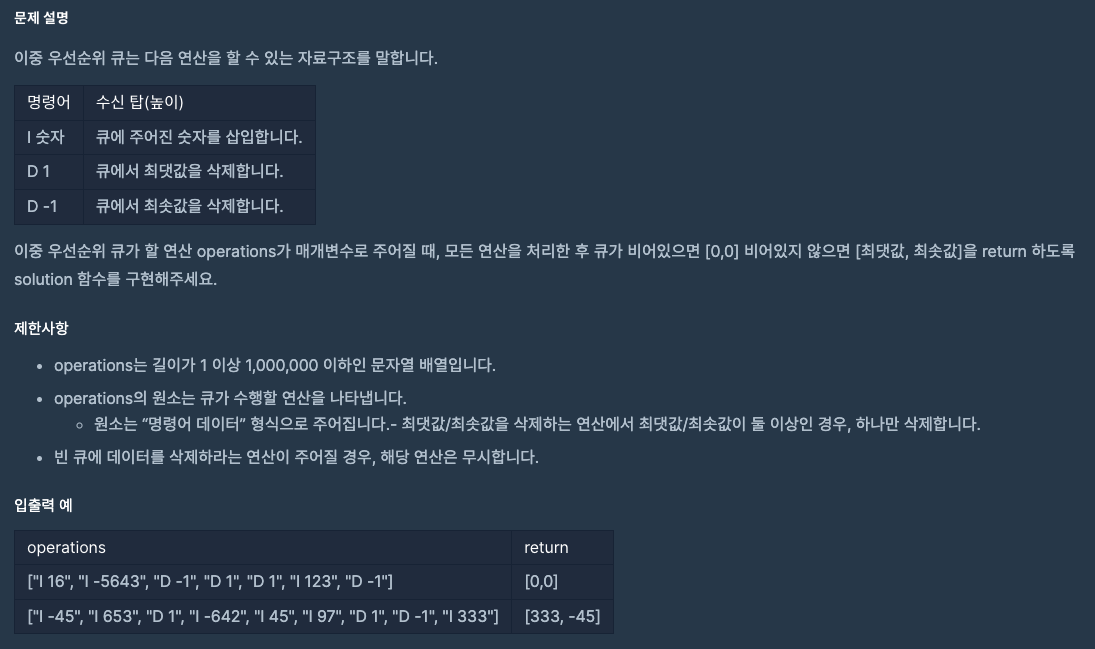 문제 설명
이중 우선순위 큐는 다음 연산을 할 수 있는 자료구조를 말합니다.
명령어 수신 탑(높이)
I 숫자 큐에 주어진 숫자를 삽입합니다.
D 1 큐에서 최댓값을 삭제합니다.
D -1 큐에서 최솟값을 삭제합니다.
이중 우선순위 큐가 할 연산 operations가 매개변수로 주어질 때, 모든 연산을 처리한 후 큐가 비어있으면 [0,0] 비어있지 않으면 [최댓값, 최솟값]을 return 하도록
solution 함수를 구현해주세요.
제한사항
• operations는 길이가 1 이상 1,000,000 이하인 문자열 배열입니다.
• operations의 원소는 큐가 수행할 연산을 나타냅니다.
◦ 원소는 “명령어 데이터” 형식으로 주어집니다.- 최댓값/최솟값을 삭제하는 연산에서 최댓값/최솟값이 둘 이상인 경우, 하나만 삭제합니다.
• 빈 큐에 데이터를 삭제하라는 연산이 주어질 경우, 해당 연산은 무시합니다.
입출력 예
operations return
["I 16", "I -5643", "D -1", "D 1", "D 1", "I 123", "D -1"] [0,0]
["I -45", "I 653", "D 1", "I -642", "I 45", "I 97", "D 1", "D -1", "I 333"] [333, -45]